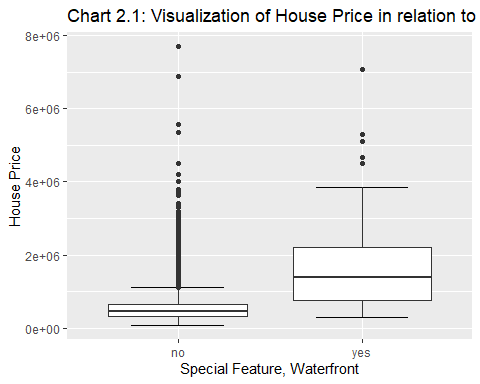 Chart 2.1: Visualization of House Price in relation to
8e+06
6e+06
4e+06
2e+06
0e+00
House Price
no
yes
Special Feature, Waterfront